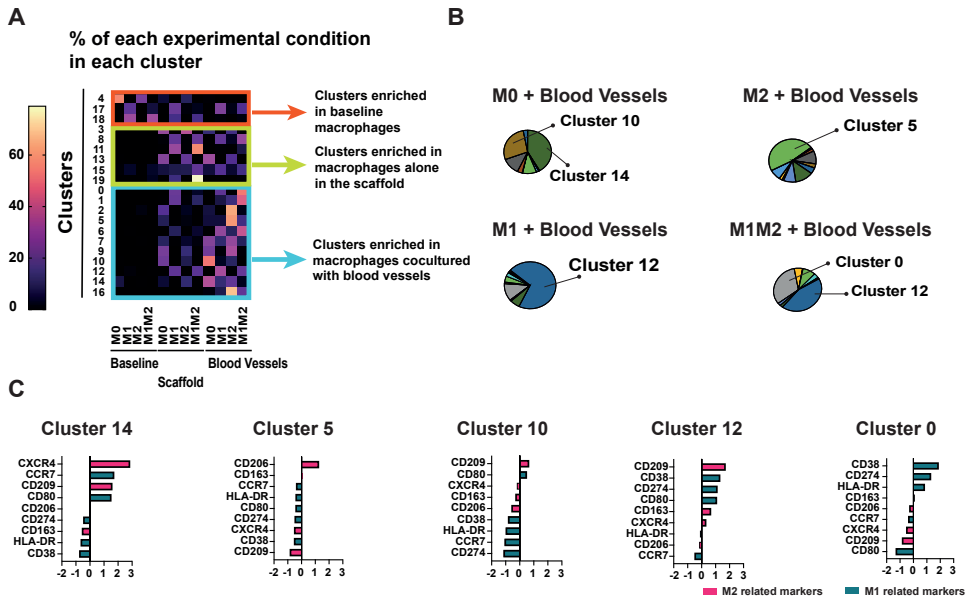 A
% of each experimental condition
in each cluster
60
40
20
0
Clusters
4
17
18
3
8
11
13
15
19
0
1
2
5
6
7
9
10
12
14
16
Clusters enriched
in baseline
macrophages
Clusters enriched in
macrophages alone
in the scaffold
Clusters enriched in
macrophages cocultured
with blood vessels
M0 M1 M2 M1M2 M0 M1 M2 M1M2 M0 M1 M2 M1M2
Baseline
Scaffold
Blood Vessels
B
M0 + Blood Vessels
Cluster 10
Cluster 14
M2 + Blood Vessels
Cluster 5
M1 + Blood Vessels
Cluster 12
M1M2 + Blood Vessels
Cluster 0
Cluster 12
C
Cluster 14
CXCR4
CCR7
CD209
CD80
CD206
CD274
CD163
HLA-DR
CD38
-2 -1 0 1 2 3
Cluster 5
CD206
CD163
CCR7
HLA-DR
CD80
CD274
CXCR4
CD38
CD209
-2 -1 0 1 2 3
Cluster 10
CD209
CD80
CXCR4
CD163
CD206
CD38
HLA-DR
CCR7
CD274
-2 -1 0 1 2 3
Cluster 12
CD209
CD38
CD274
CD80
CD163
CXCR4
HLA-DR
CD206
CCR7
-2 -1 0 1 2 3
Cluster 0
CD38
CD274
HLA-DR
CD163
CD206
CCR7
CXCR4
CD209
CD80
-2 -1 0 1 2 3
M2 related markers
M1 related markers